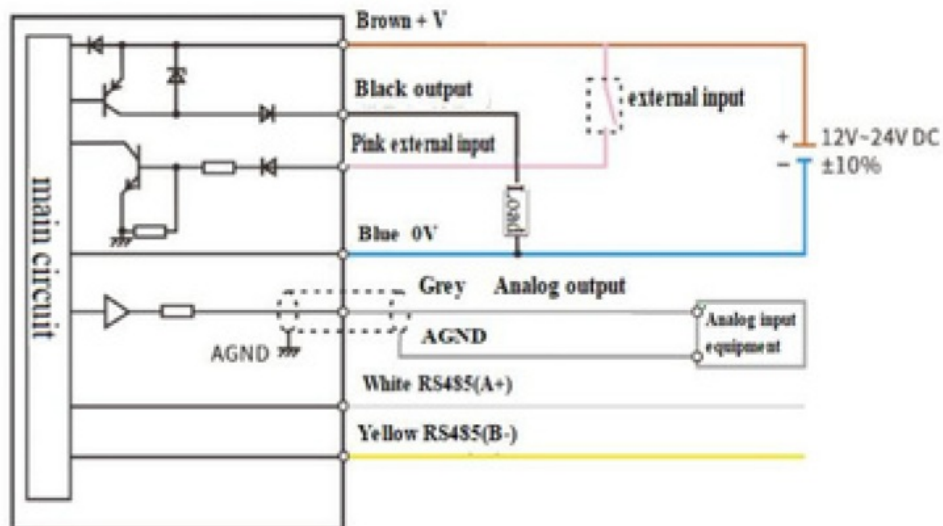 Brown + V
Black output
external input
Pink external input
+ 12V~24V DC
− ±10%
main circuit
Load
Blue 0V
Grey Analog output
Analog input
equipment
AGND
AGND
White RS485(A+)
Yellow RS485(B-)